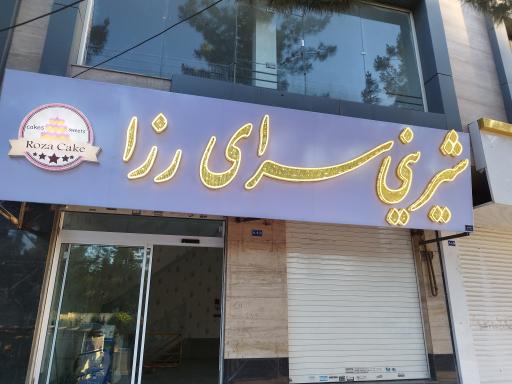 شیرینی سرای رزا
cakes sweets
Roza Cake